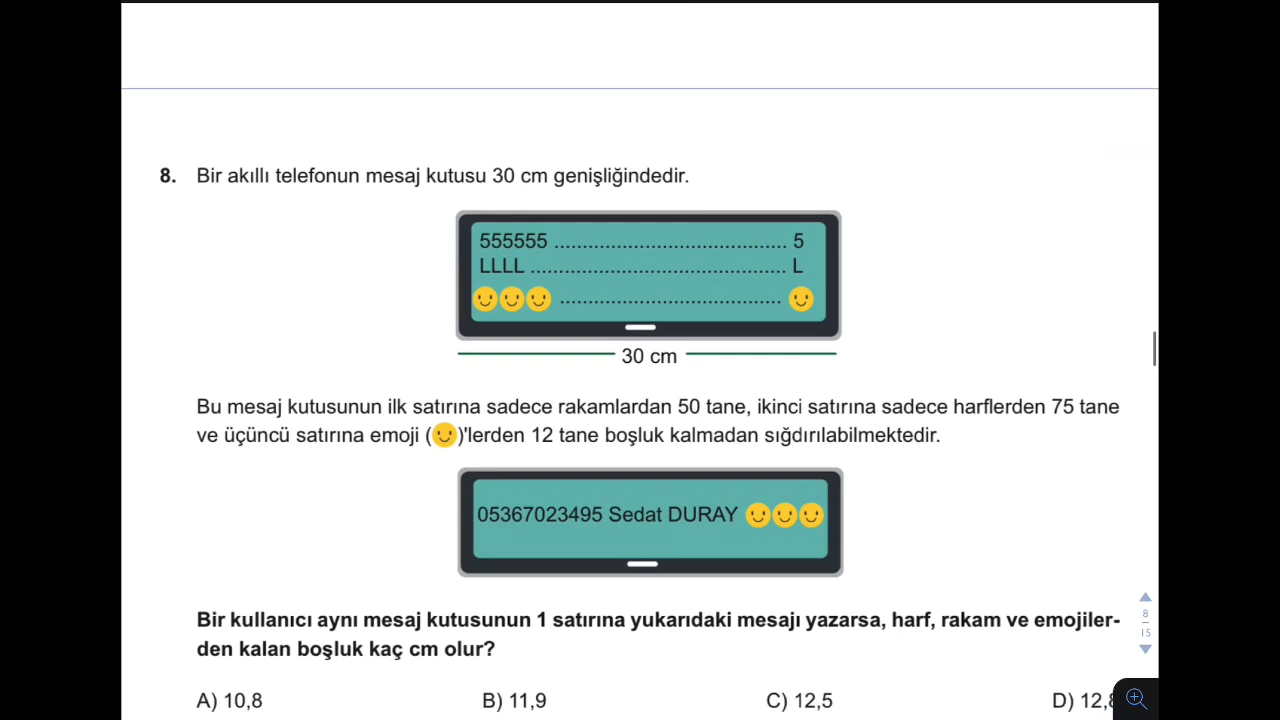 8. Bir akıllı telefonun mesaj kutusu 30 cm genişliğindedir.
555555 ........................................ 5
LLLL ............................................ L
...................................... 
30 cm
Bu mesaj kutusunun ilk satırına sadece rakamlardan 50 tane, ikinci satırına sadece harflerden 75 tane
ve üçüncü satırına emoji (🙂)'lerden 12 tane boşluk kalmadan sığdırılabilmektedir.
05367023495 Sedat DURAY 🙂🙂🙂
Bir kullanıcı aynı mesaj kutusunun 1 satırına yukarıdaki mesajı yazarsa, harf, rakam ve emojiler-
den kalan boşluk kaç cm olur?
A) 10,8 B) 11,9 C) 12,5 D) 12,8
8
15